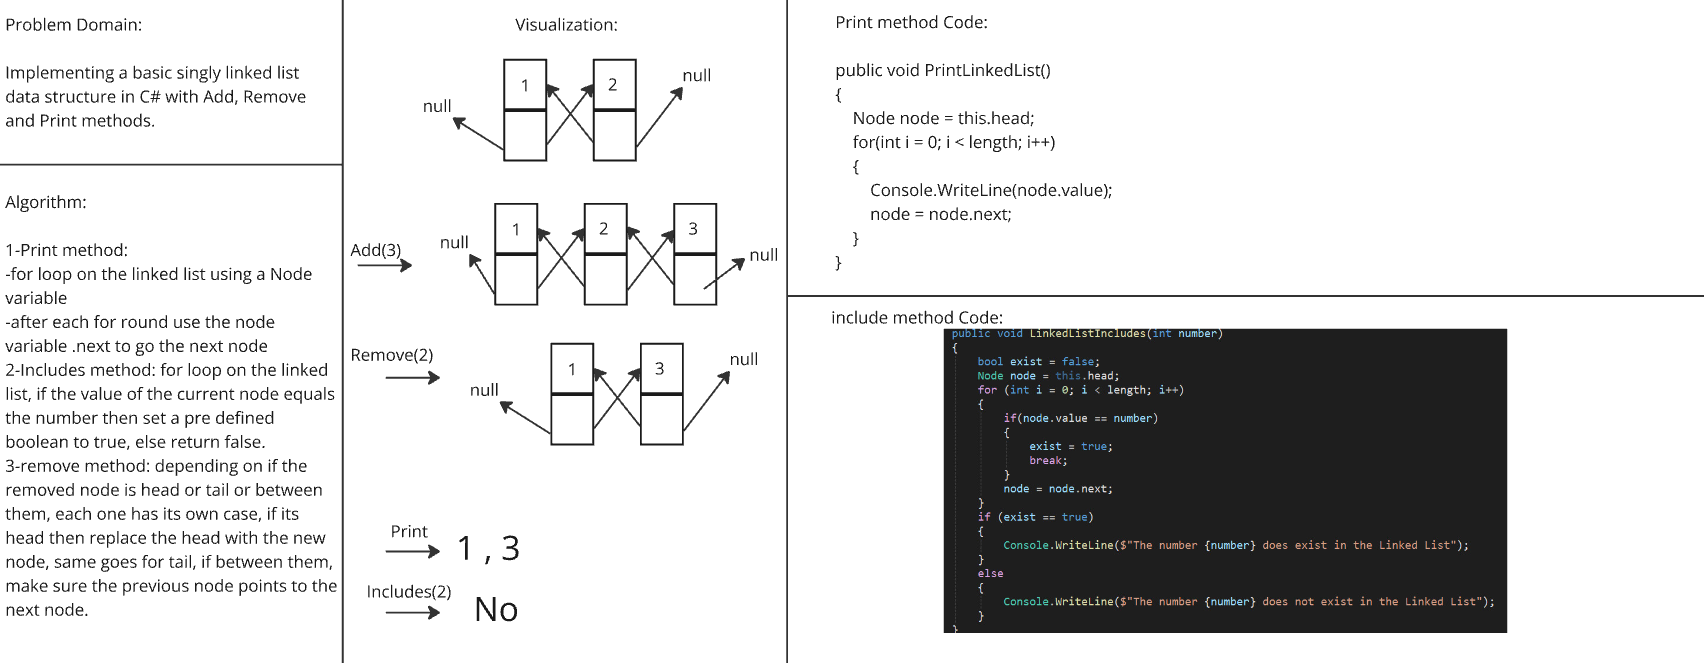 Problem Domain:
Implementing a basic singly linked list
data structure in C# with Add, Remove
and Print methods.
Algorithm:
1-Print method:
-for loop on the linked list using a Node
variable
-after each for round use the node
variable .next to go the next node
2-Includes method: for loop on the linked
list, if the value of the current node equals
the number then set a pre defined
boolean to true, else return false.
3-remove method: depending on if the
removed node is head or tail or between
them, each one has its own case, if its
head then replace the head with the new
node, same goes for tail, if between them,
make sure the previous node points to the
next node.
Visualization:
null
1
2
null
Add(3)
null
1
2
3
null
Remove(2)
null
1
3
null
Print
1 , 3
Includes(2)
No
Print method Code:
public void PrintLinkedList()
{
Node node = this.head;
for(int i = 0; i < length; i++)
{
Console.WriteLine(node.value);
node = node.next;
}
}
include method Code:
public void LinkedListIncludes(int number)
{
bool exist = false;
Node node = this.head;
for (int i = 0; i < length; i++)
{
if(node.value == number)
{
exist = true;
break;
}
node = node.next;
}
if (exist == true)
{
Console.WriteLine($"The number {number} does exist in the Linked List");
}
else
{
Console.WriteLine($"The number {number} does not exist in the Linked List");
}
}